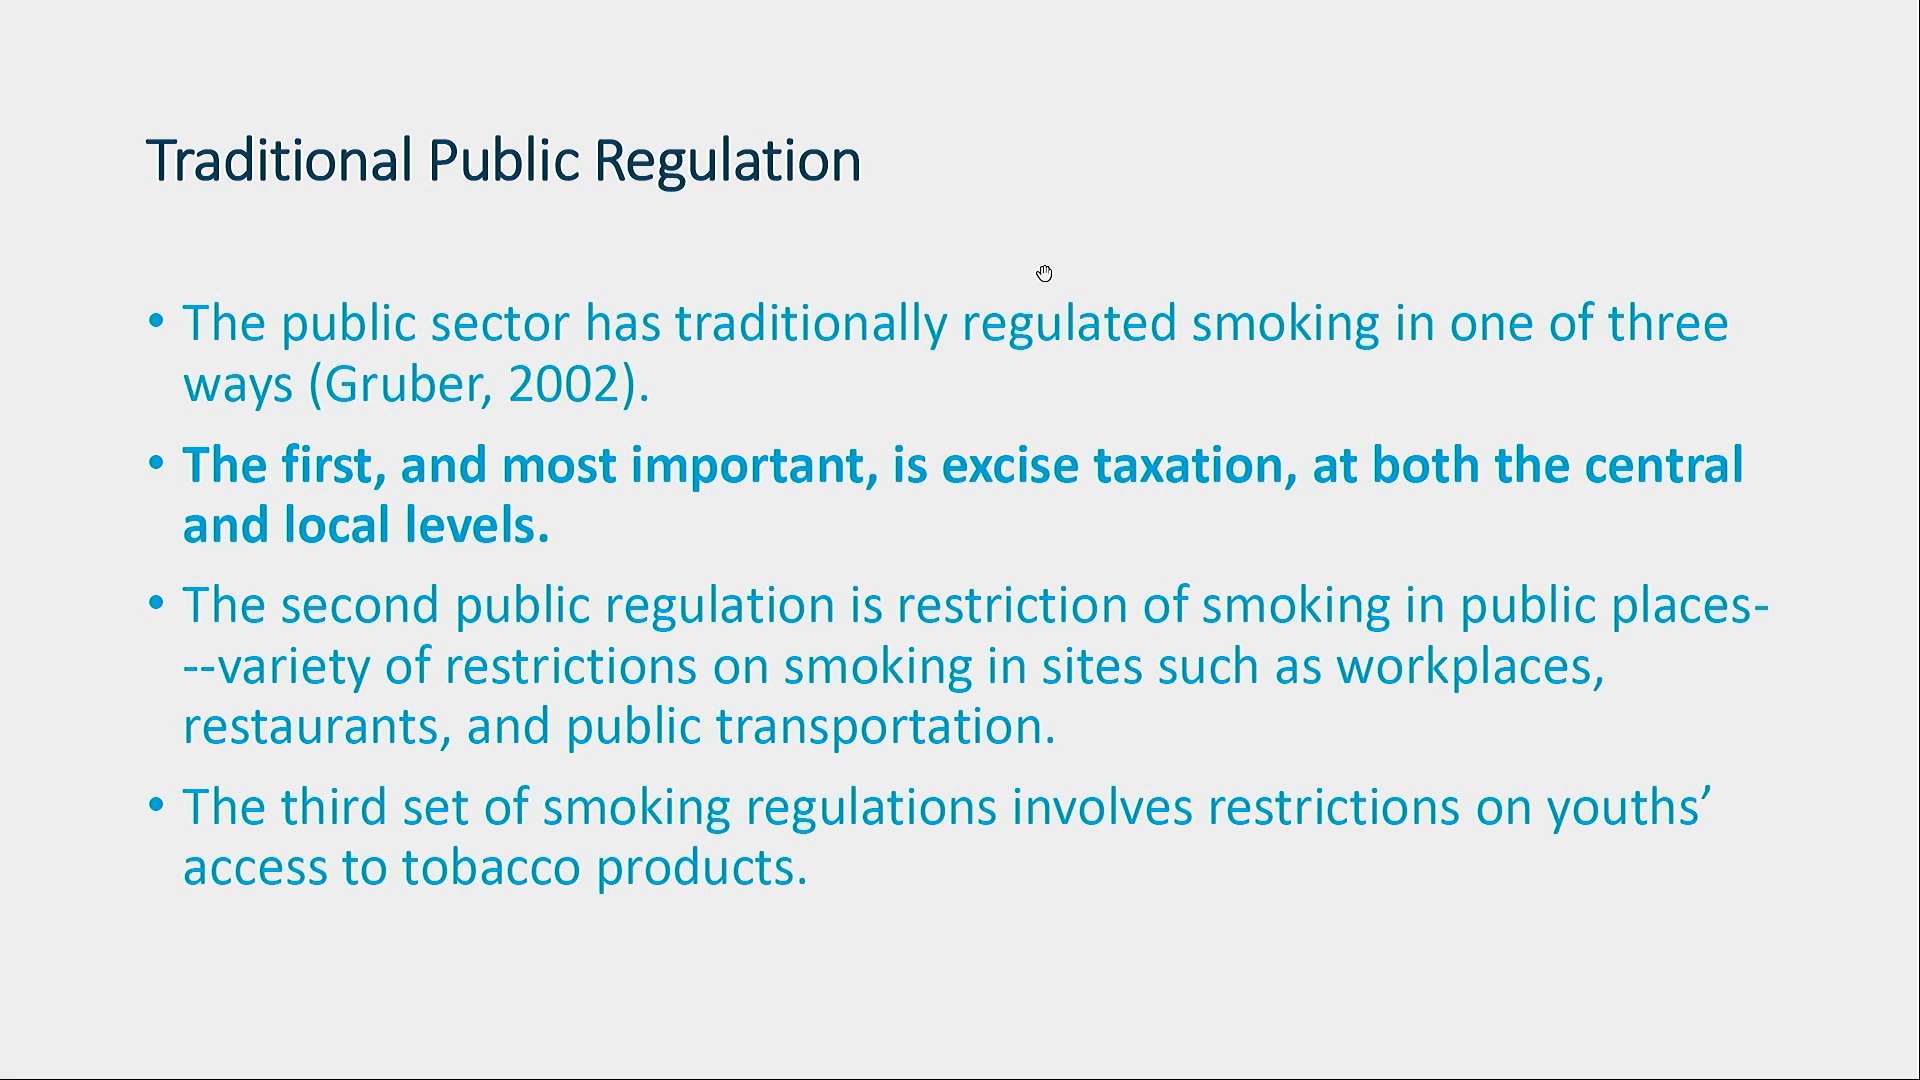 Traditional Public Regulation
• The public sector has traditionally regulated smoking in one of three
ways (Gruber, 2002).
• The first, and most important, is excise taxation, at both the central
and local levels.
• The second public regulation is restriction of smoking in public places-
--variety of restrictions on smoking in sites such as workplaces,
restaurants, and public transportation.
• The third set of smoking regulations involves restrictions on youths’
access to tobacco products.